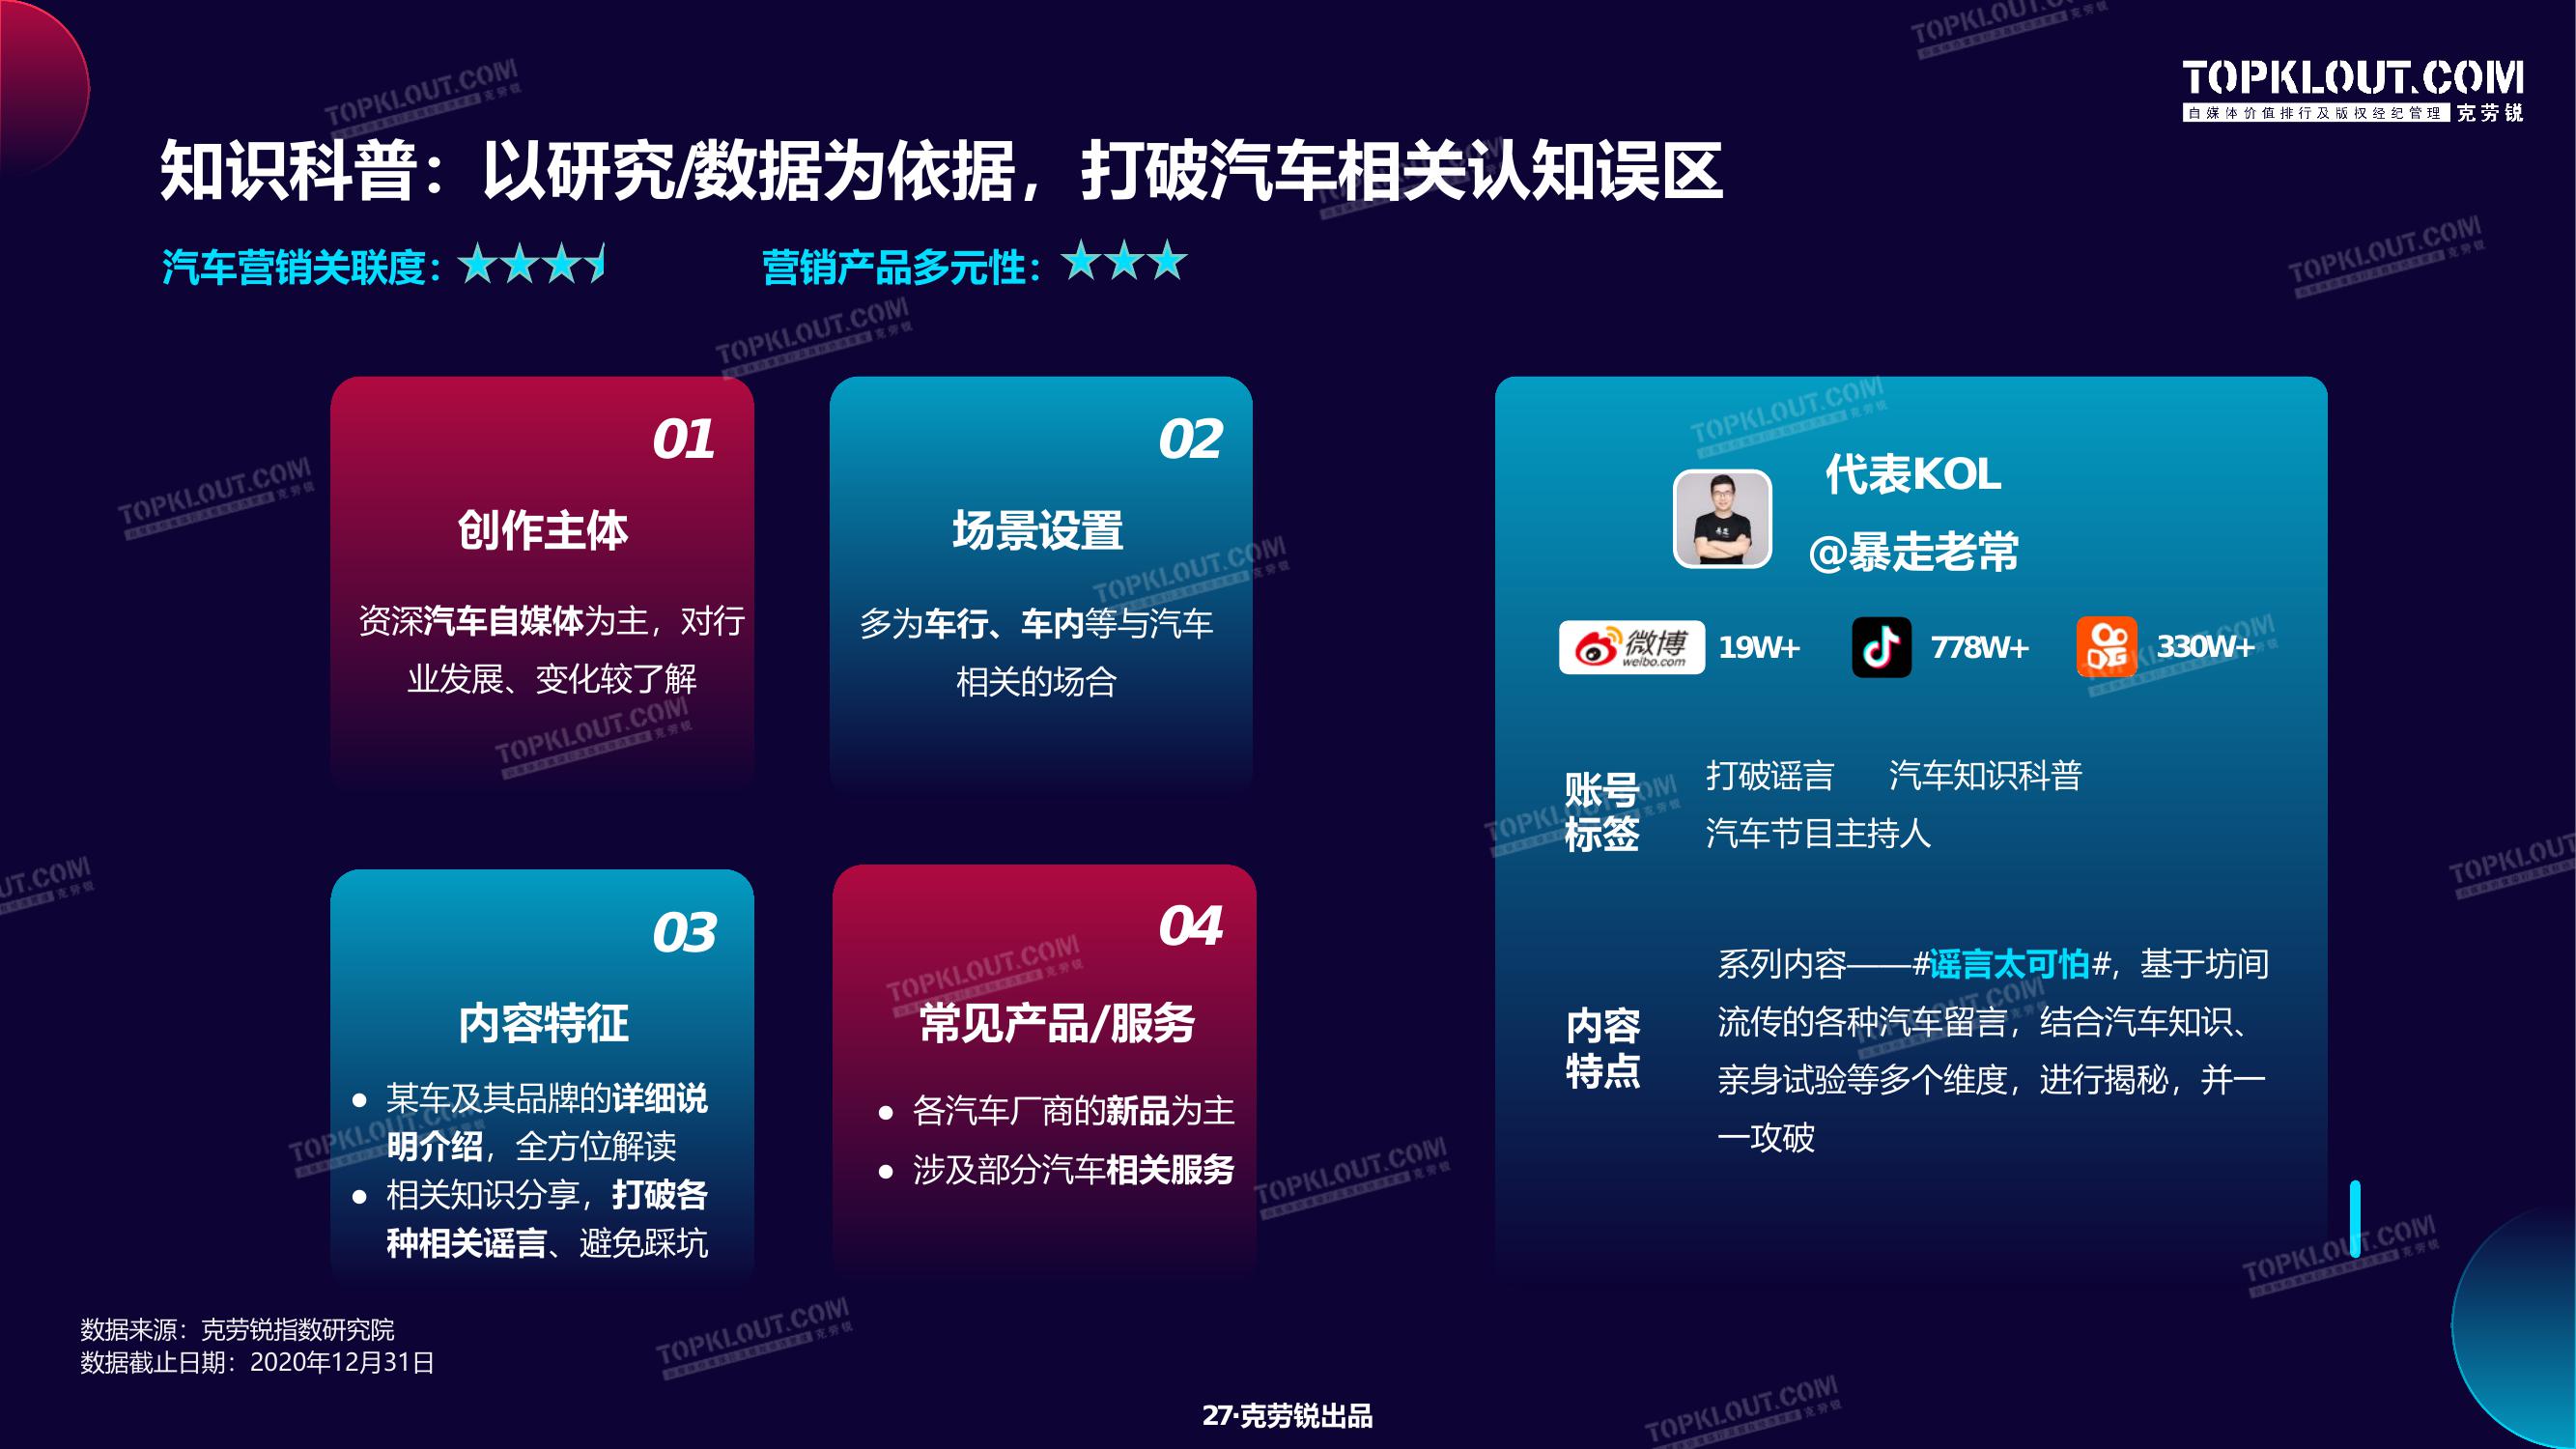 TOPKLOUT.COM
自媒体价值排行及版权经纪管理 克劳锐
知识科普：以研究/数据为依据，打破汽车相关认知误区
汽车营销关联度：
营销产品多元性：
01
创作主体
资深汽车自媒体为主，对行
业发展、变化较了解
02
场景设置
多为车行、车内等与汽车
相关的场合
03
内容特征
● 某车及其品牌的详细说
明介绍，全方位解读
● 相关知识分享，打破各
种相关谣言、避免踩坑
04
常见产品/服务
● 各汽车厂商的新品为主
● 涉及部分汽车相关服务
代表KOL
@暴走老常
微博 weibo.com 19W+ 778W+ 330W+
账号
标签
打破谣言 汽车知识科普
汽车节目主持人
内容
特点
系列内容——#谣言太可怕#，基于坊间
流传的各种汽车留言，结合汽车知识、
亲身试验等多个维度，进行揭秘，并一
一攻破
数据来源：克劳锐指数研究院
数据截止日期：2020年12月31日
27·克劳锐出品